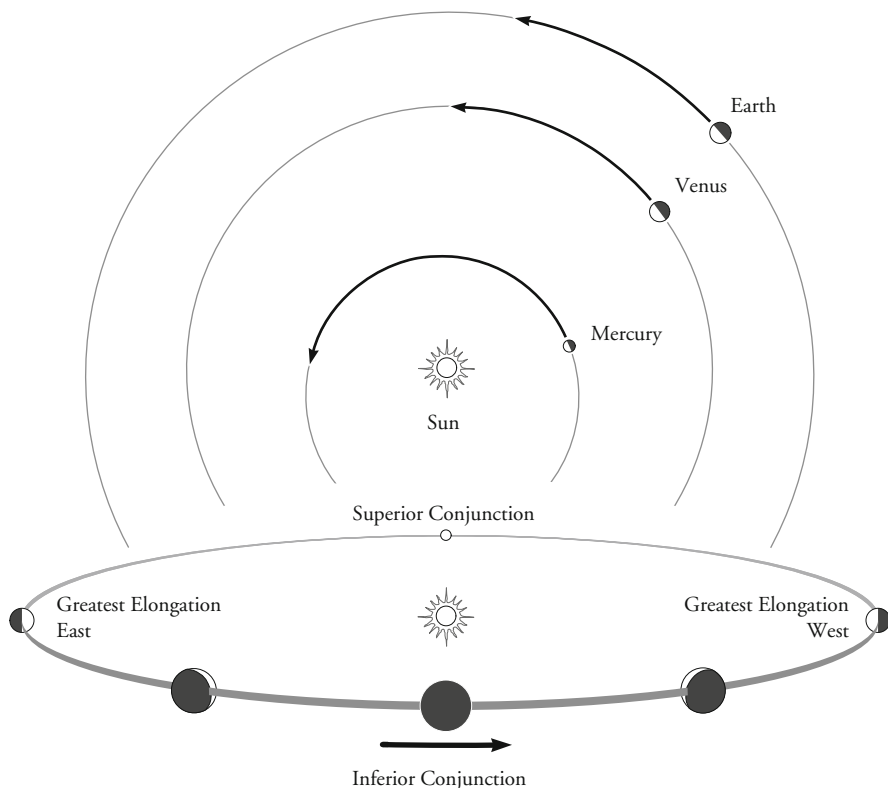 Earth
Venus
Mercury
Sun
Superior Conjunction
Greatest Elongation
East
Greatest Elongation
West
Inferior Conjunction